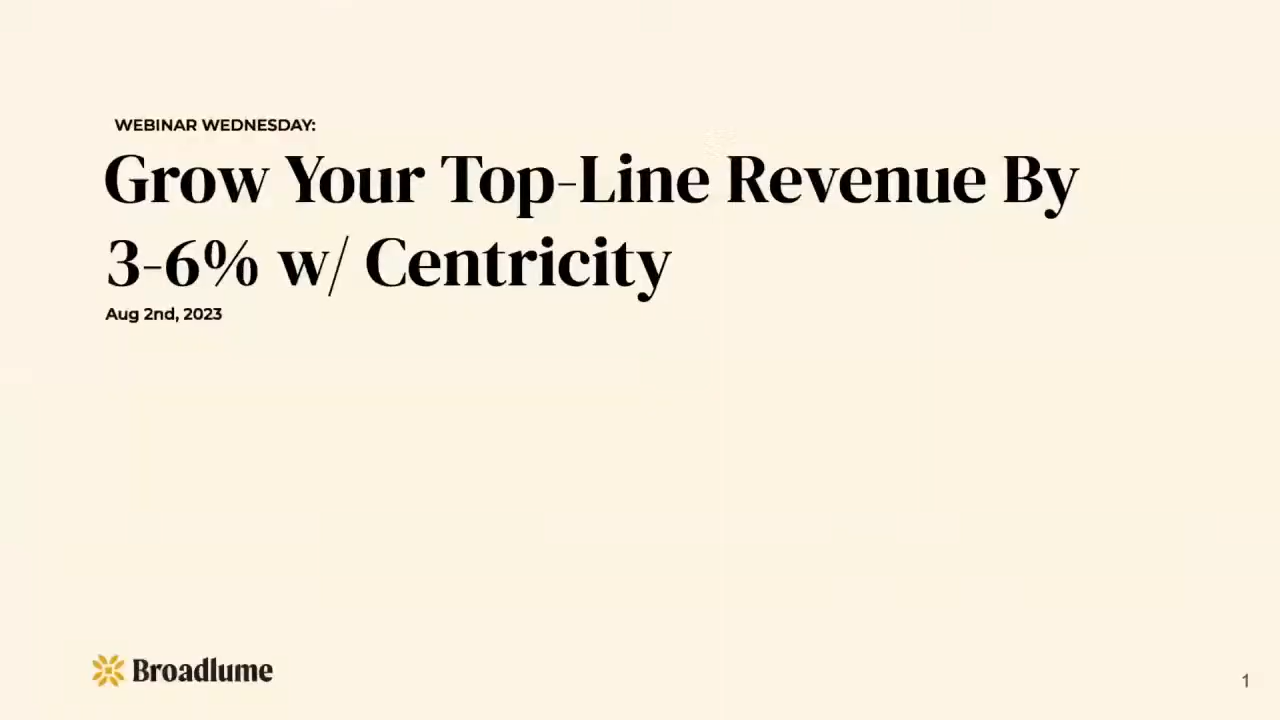 WEBINAR WEDNESDAY:
Grow Your Top-Line Revenue By
3-6% w/ Centricity
Aug 2nd, 2023
Broadlume
1